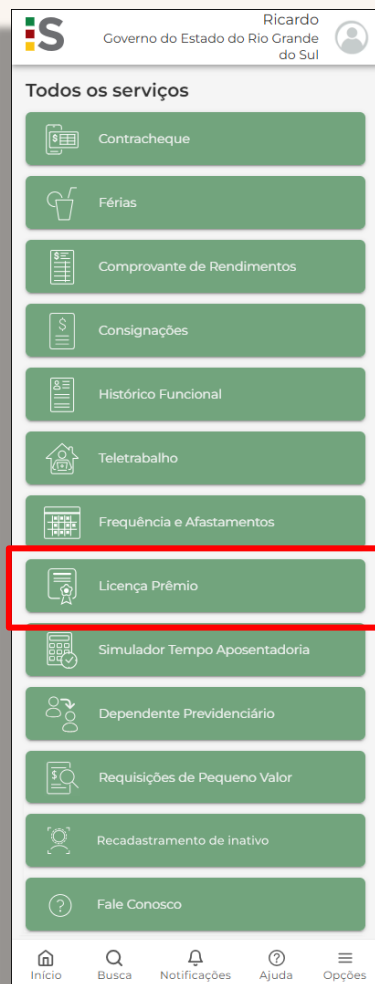 :S
Ricardo
Governo do Estado do Rio Grande
do Sul
Todos os serviços
Contracheque
Férias
Comprovante de Rendimentos
Consignações
Histórico Funcional
Teletrabalho
Frequência e Afastamentos
Licença Prêmio
Simulador Tempo Aposentadoria
Dependente Previdenciário
Requisições de Pequeno Valor
Recadastramento de inativo
Fale Conosco
Início Busca Notificações Ajuda Opções